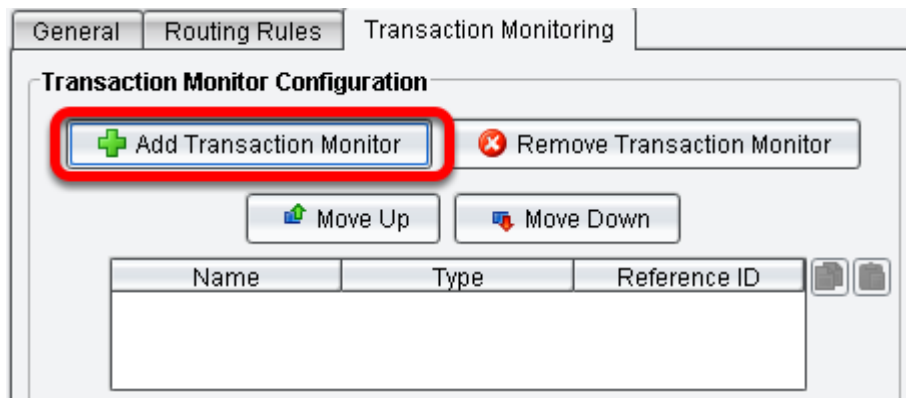 General Routing Rules Transaction Monitoring
Transaction Monitor Configuration
Add Transaction Monitor Remove Transaction Monitor
Move Up Move Down
Name Type Reference ID